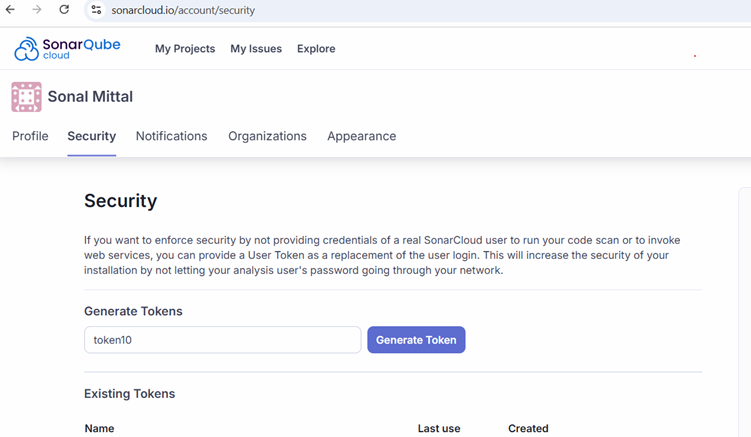 sonarcloud.io/account/security
SonarQube cloud My Projects My Issues Explore
Sonal Mittal
Profile Security Notifications Organizations Appearance
Security
If you want to enforce security by not providing credentials of a real SonarCloud user to run your code scan or to invoke
web services, you can provide a User Token as a replacement of the user login. This will increase the security of your
installation by not letting your analysis user's password going through your network.
Generate Tokens
token10 Generate Token
Existing Tokens
Name Last use Created